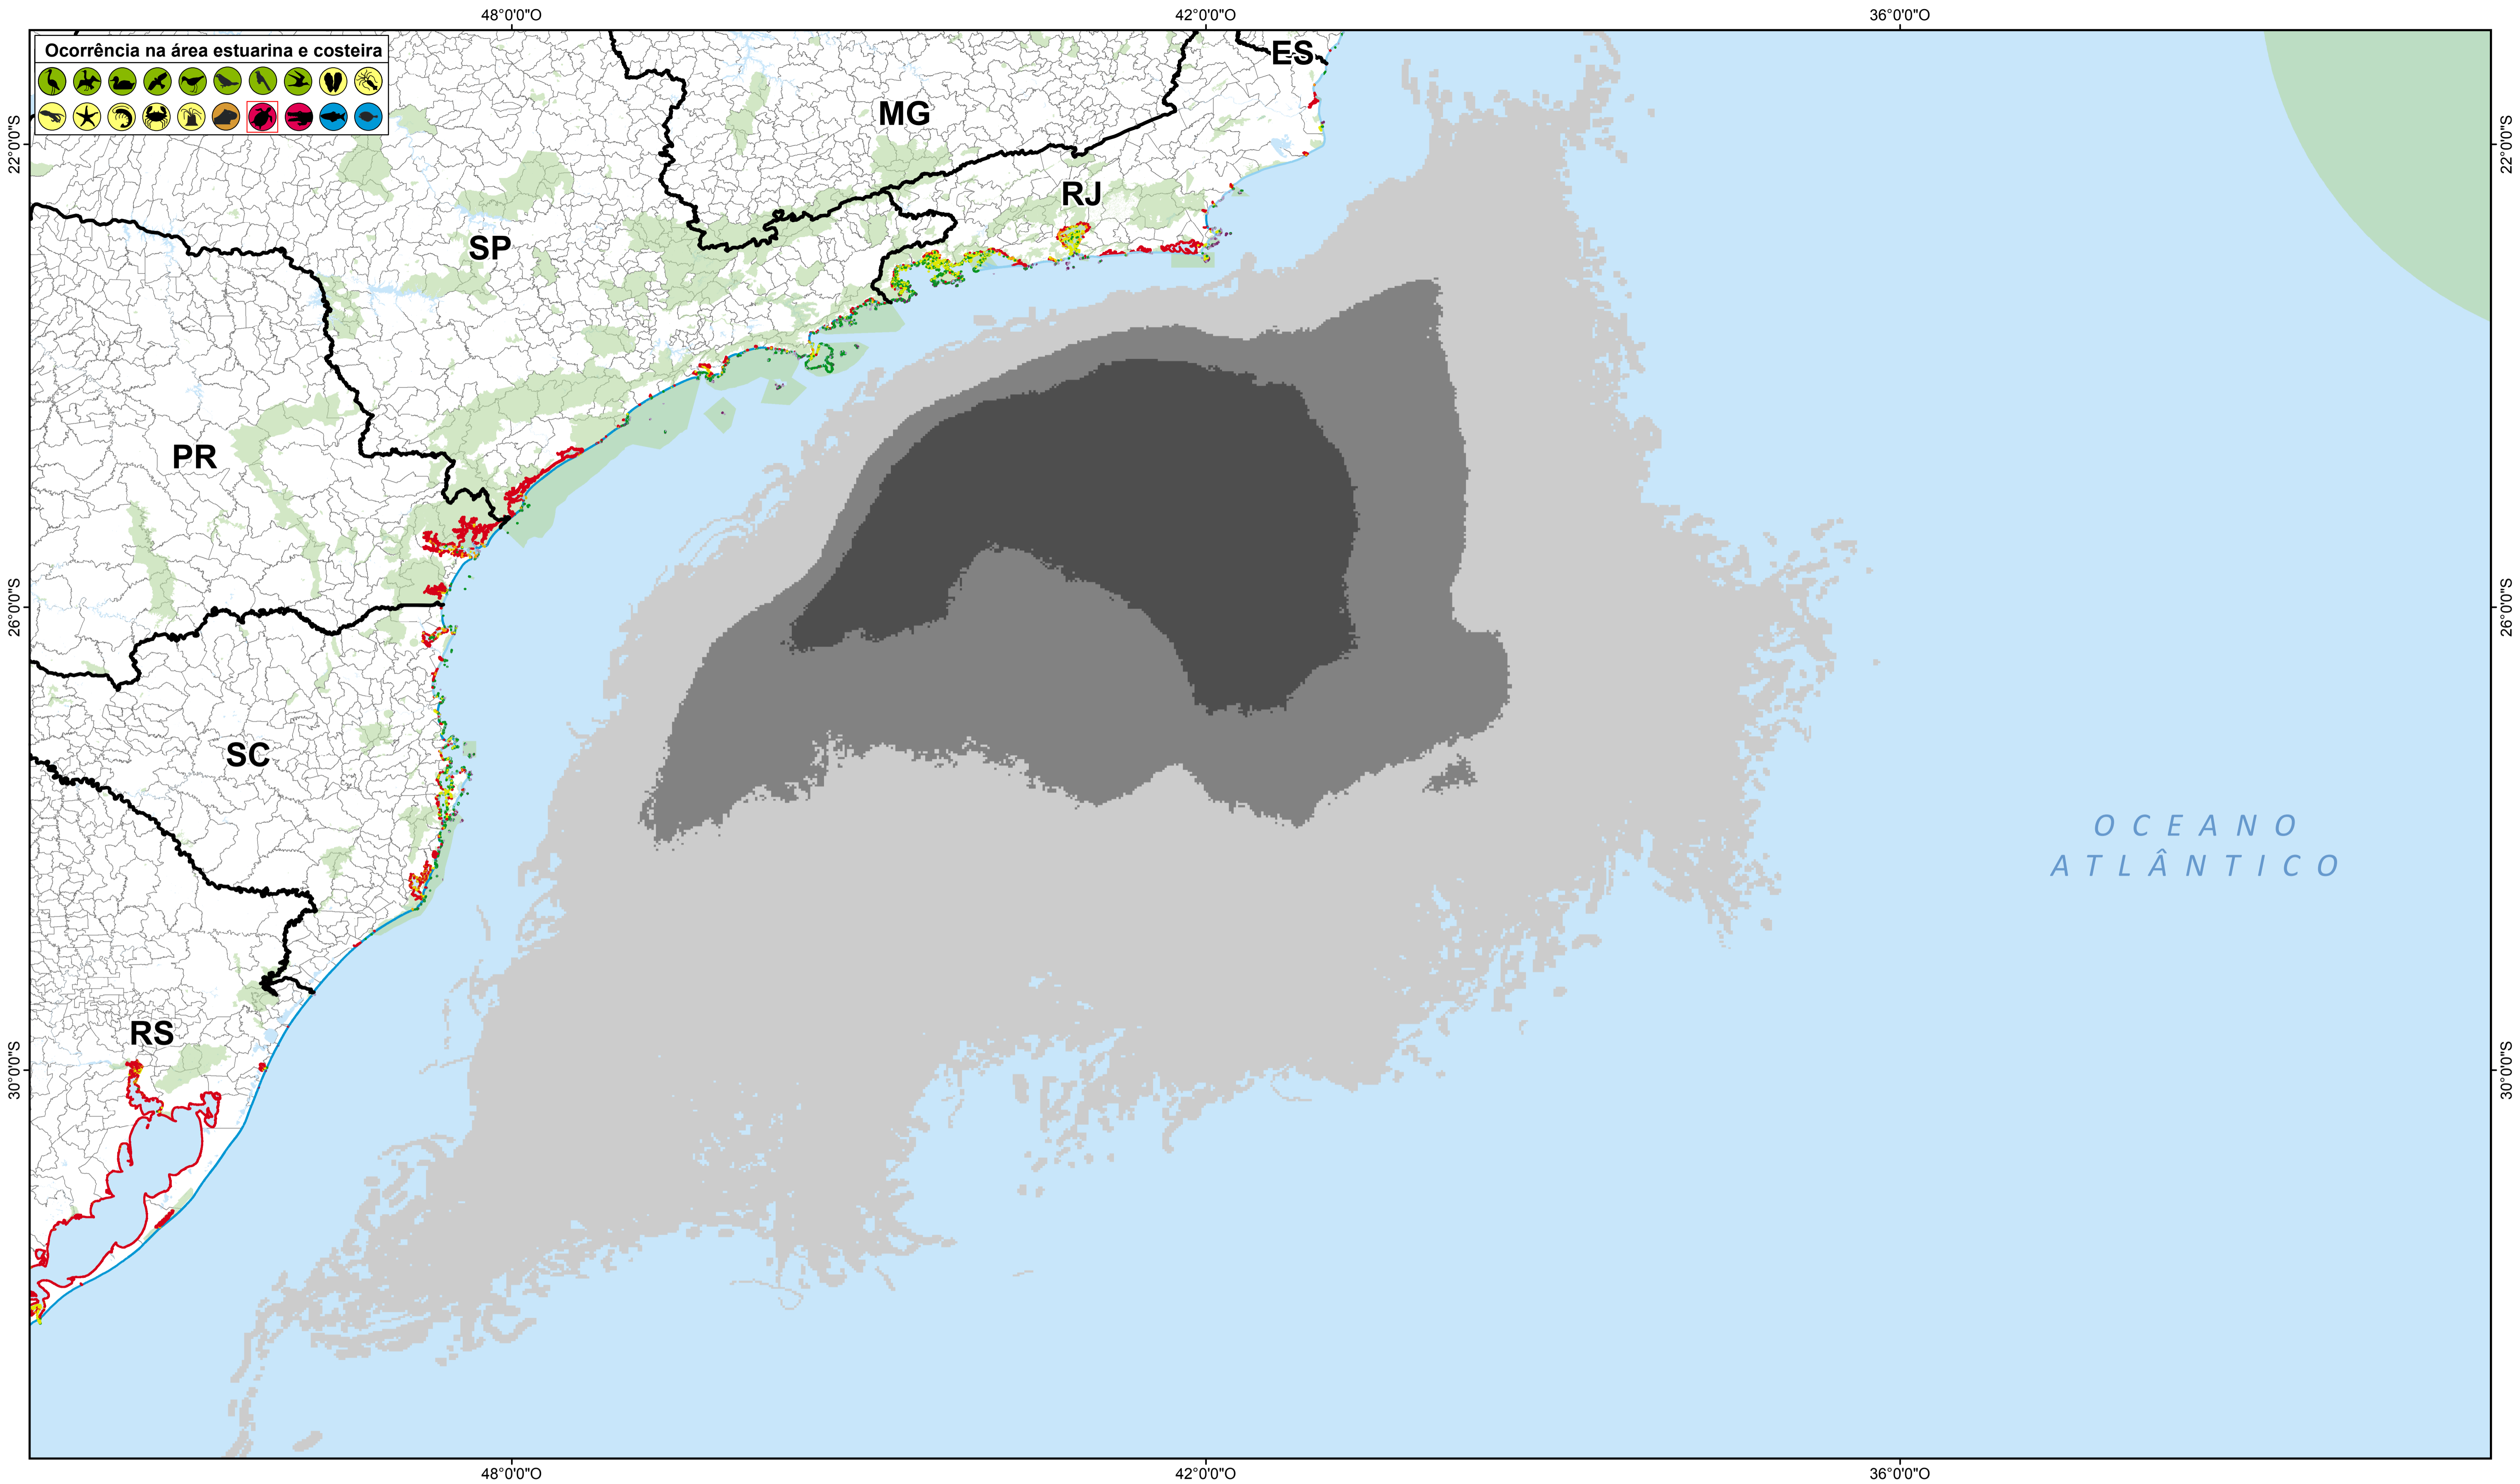 48°0'0"O 42°0'0"O 36°0'0"O
Ocorrência na área estuarina e costeira
ES
MG
22°0'0"S 22°0'0"S
RJ
SP
PR
26°0'0"S 26°0'0"S
SC
OCEANO
ATLÂNTICO
RS
30°0'0"S 30°0'0"S
48°0'0"O 42°0'0"O 36°0'0"O